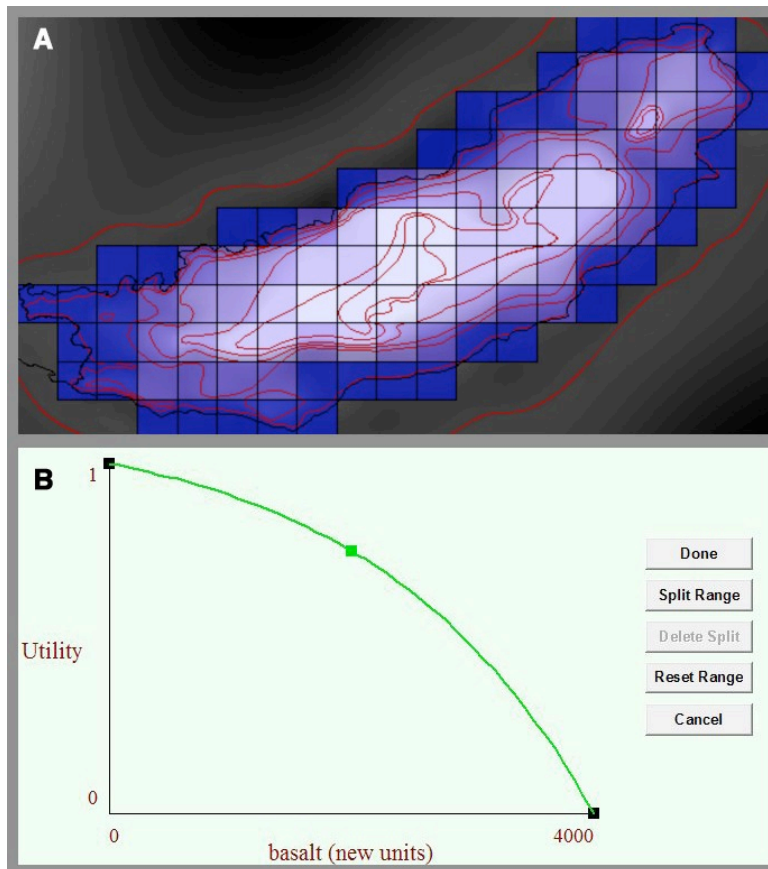 A
B
1
Utility
0
0
4000
basalt (new units)
Done
Split Range
Delete Split
Reset Range
Cancel